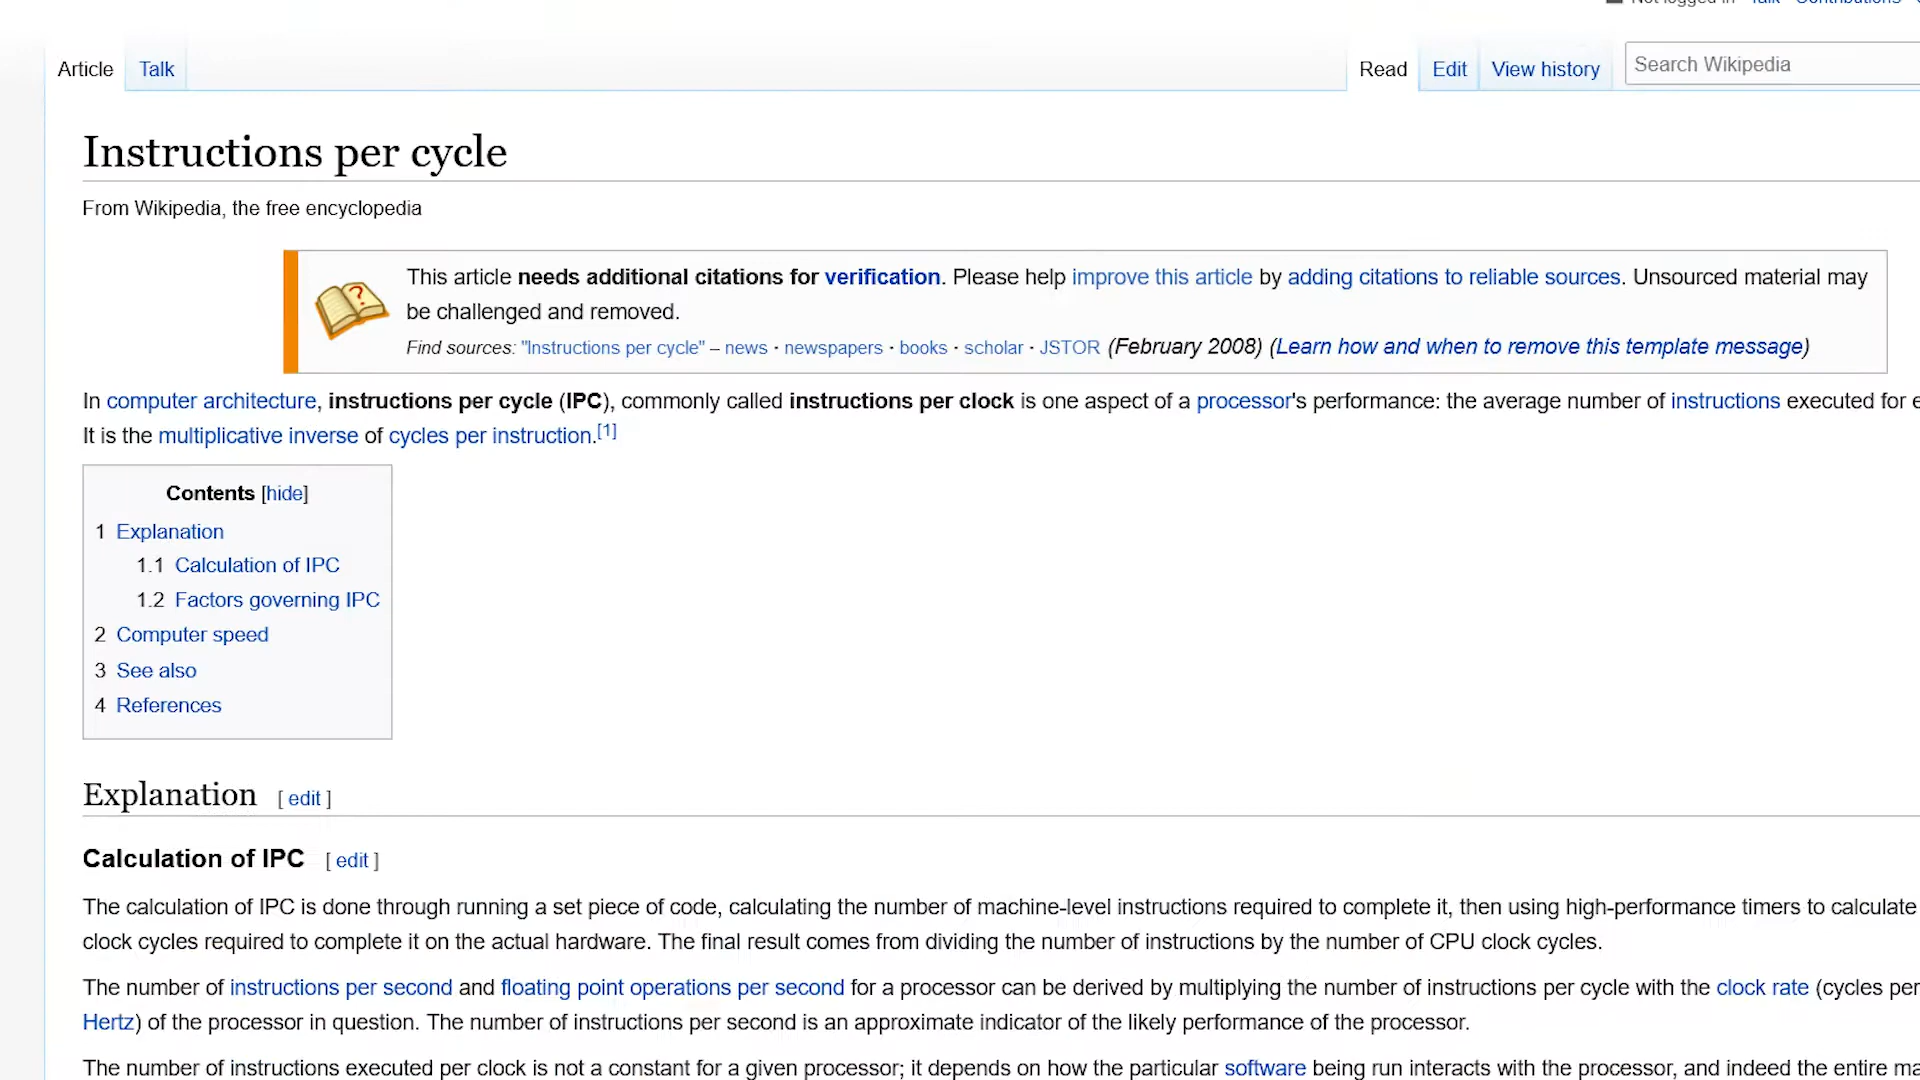 Not logged in Talk Contributions
Article Talk Read Edit View history Search Wikipedia
Instructions per cycle
From Wikipedia, the free encyclopedia
This article needs additional citations for verification. Please help improve this article by adding citations to reliable sources. Unsourced material may
be challenged and removed.
Find sources: "Instructions per cycle" – news · newspapers · books · scholar · JSTOR (February 2008) (Learn how and when to remove this template message)
In computer architecture, instructions per cycle (IPC), commonly called instructions per clock is one aspect of a processor's performance: the average number of instructions executed for
It is the multiplicative inverse of cycles per instruction.[1]
Contents [hide]
1 Explanation
1.1 Calculation of IPC
1.2 Factors governing IPC
2 Computer speed
3 See also
4 References
Explanation [ edit ]
Calculation of IPC [ edit ]
The calculation of IPC is done through running a set piece of code, calculating the number of machine-level instructions required to complete it, then using high-performance timers to calculate
clock cycles required to complete it on the actual hardware. The final result comes from dividing the number of instructions by the number of CPU clock cycles.
The number of instructions per second and floating point operations per second for a processor can be derived by multiplying the number of instructions per cycle with the clock rate (cycles per
Hertz) of the processor in question. The number of instructions per second is an approximate indicator of the likely performance of the processor.
The number of instructions executed per clock is not a constant for a given processor; it depends on how the particular software being run interacts with the processor, and indeed the entire